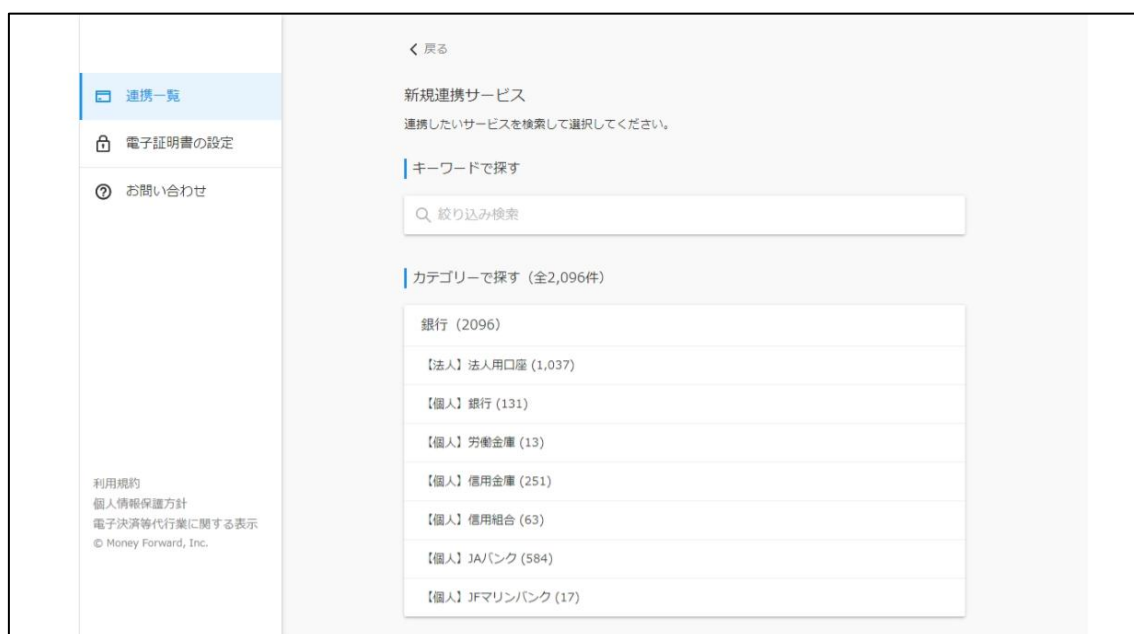 連携一覧
電子証明書の設定
お問い合わせ
利用規約
個人情報保護方針
電子決済等代行業に関する表示
© Money Forward, Inc.
戻る
新規連携サービス
連携したいサービスを検索して選択してください。
キーワードで探す
絞り込み検索
カテゴリーで探す（全2,096件）
銀行（2096）
【法人】法人用口座 (1,037)
【個人】銀行 (131)
【個人】労働金庫 (13)
【個人】信用金庫 (251)
【個人】信用組合 (63)
【個人】JAバンク (584)
【個人】JFマリンバンク (17)